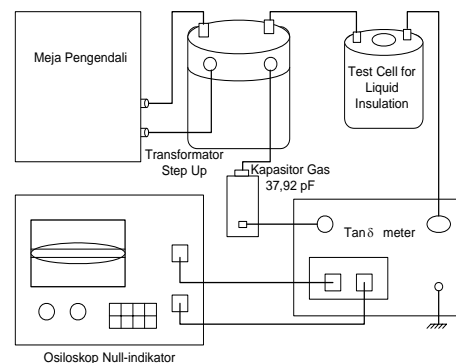 Meja Pengendali
Test Cell for
Liquid
Insulation
Transformator
Step Up
Kapasitor Gas
37,92 pF
Tanδ meter
Osiloskop Null-indikator